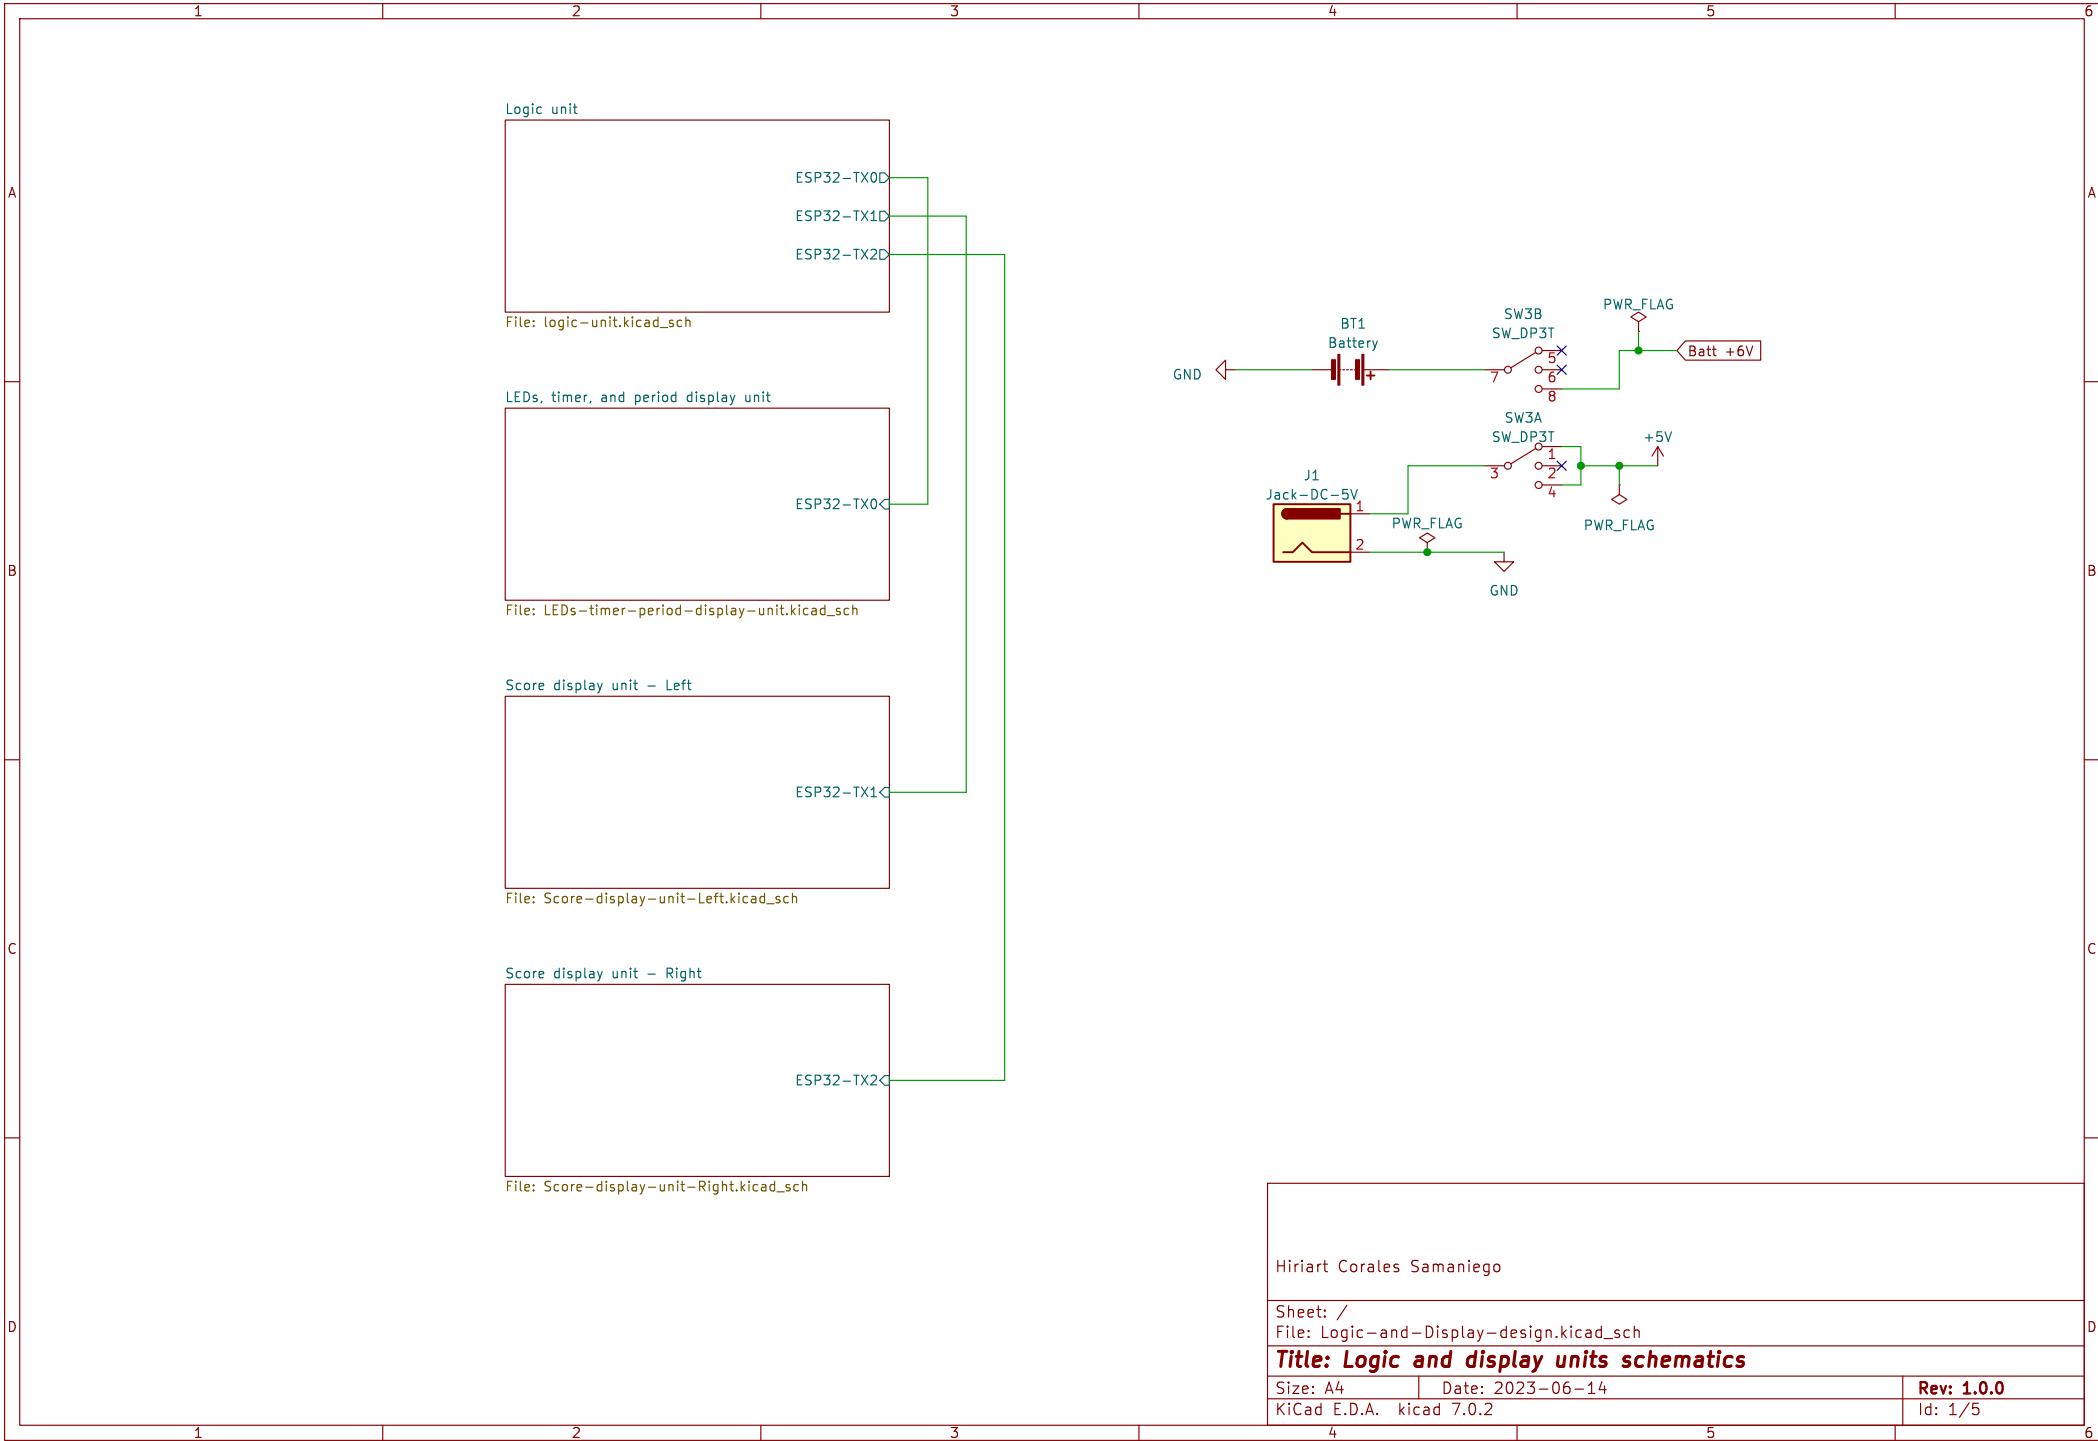 1 2 3 4 5 6
A A
B B
C C
D D
Logic unit
ESP32-TX0
ESP32-TX1
ESP32-TX2
File: logic-unit.kicad_sch
LEDs, timer, and period display unit
ESP32-TX0
File: LEDs-timer-period-display-unit.kicad_sch
Score display unit - Left
ESP32-TX1
File: Score-display-unit-Left.kicad_sch
Score display unit - Right
ESP32-TX2
File: Score-display-unit-Right.kicad_sch
GND
BT1
Battery
+
SW3B
SW_DP3T
7
5
6
8
PWR_FLAG
Batt +6V
SW3A
SW_DP3T
3
1
2
4
+5V
PWR_FLAG
J1
Jack-DC-5V
1
2
PWR_FLAG
GND
Hiriart Corales Samaniego
Sheet: /
File: Logic-and-Display-design.kicad_sch
Title: Logic and display units schematics
Size: A4 Date: 2023-06-14 Rev: 1.0.0
KiCad E.D.A. kicad 7.0.2 Id: 1/5
1 2 3 4 5 6